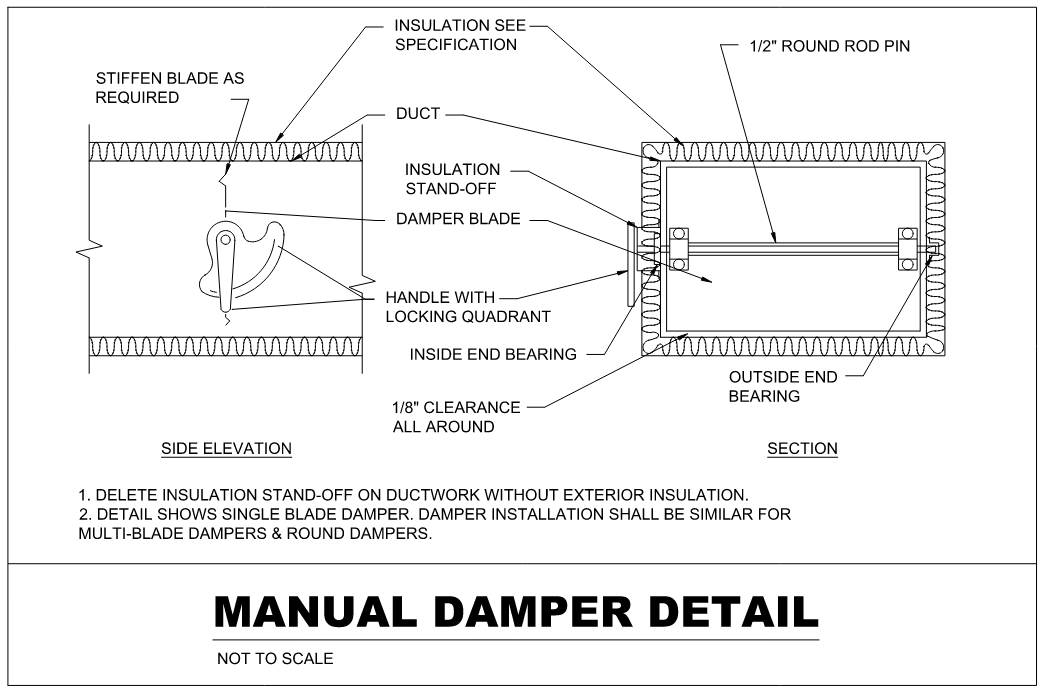 INSULATION SEE
SPECIFICATION
1/2" ROUND ROD PIN
STIFFEN BLADE AS
REQUIRED
DUCT
INSULATION
STAND-OFF
DAMPER BLADE
HANDLE WITH
LOCKING QUADRANT
INSIDE END BEARING
OUTSIDE END
BEARING
1/8" CLEARANCE
ALL AROUND
SIDE ELEVATION
SECTION
1. DELETE INSULATION STAND-OFF ON DUCTWORK WITHOUT EXTERIOR INSULATION.
2. DETAIL SHOWS SINGLE BLADE DAMPER. DAMPER INSTALLATION SHALL BE SIMILAR FOR
MULTI-BLADE DAMPERS & ROUND DAMPERS.
MANUAL DAMPER DETAIL
NOT TO SCALE